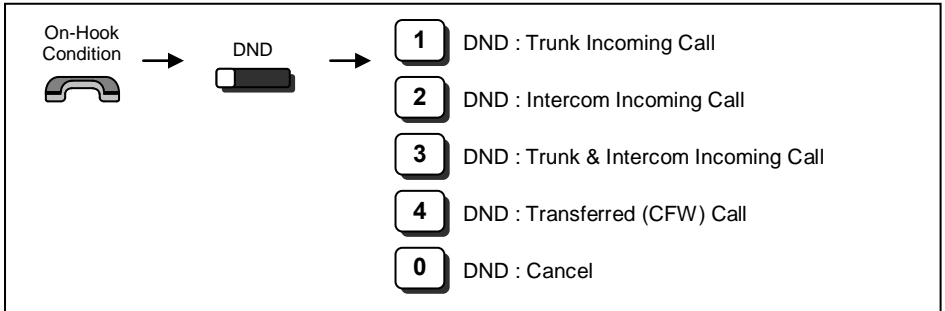 On-Hook
Condition
DND
1 DND : Trunk Incoming Call
2 DND : Intercom Incoming Call
3 DND : Trunk & Intercom Incoming Call
4 DND : Transferred (CFW) Call
0 DND : Cancel